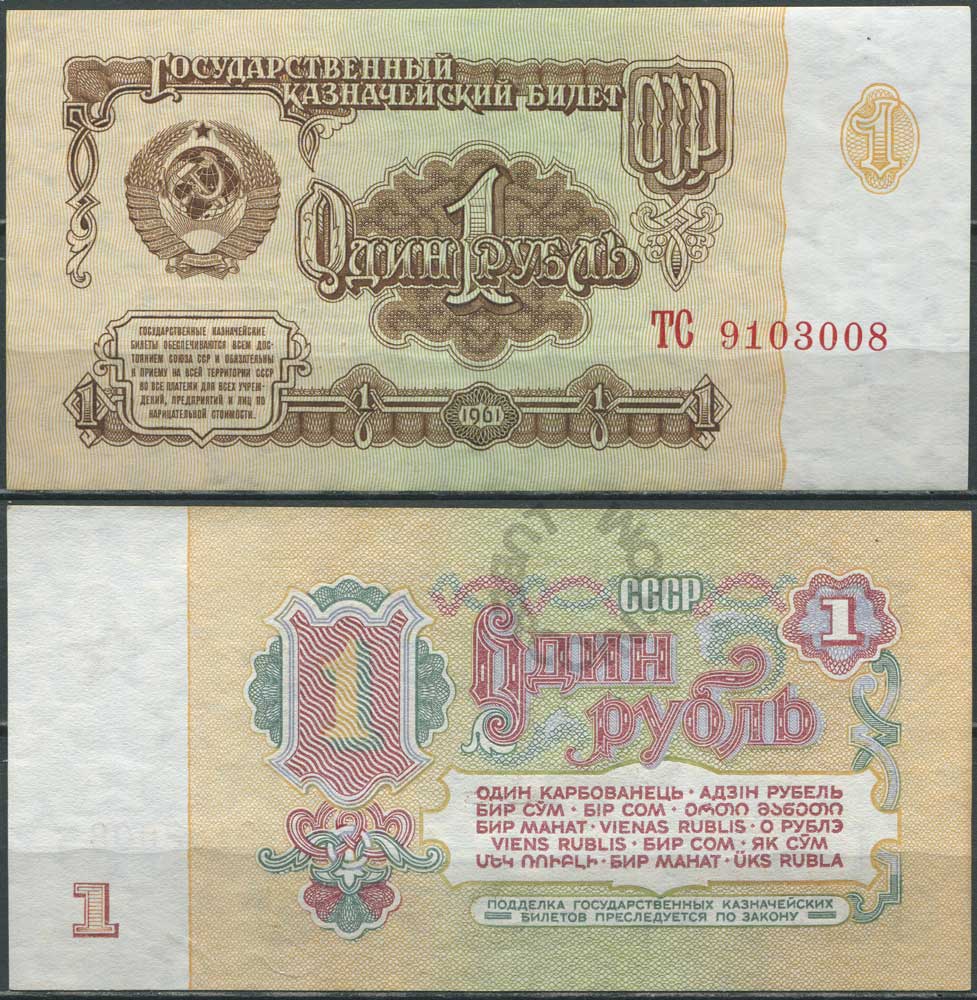 ГОСУДАРСТВЕННЫЙ
КАЗНАЧЕЙСКИЙ БИЛЕТ
СССР
1
1
ОДИН РУБЛЬ
ТС 9103008
ГОСУДАРСТВЕННЫЕ КАЗНАЧЕЙСКИЕ
БИЛЕТЫ ОБЕСПЕЧИВАЮТСЯ ВСЕМ ДОС-
ТОЯНИЕМ СОЮЗА ССР И ОБЯЗАТЕЛЬНЫ
К ПРИЕМУ НА ВСЕЙ ТЕРРИТОРИИ СССР
ВО ВСЕ ПЛАТЕЖИ ДЛЯ ВСЕХ УЧРЕЖ-
ДЕНИЙ, ПРЕДПРИЯТИЙ И ЛИЦ ПО
НАРИЦАТЕЛЬНОЙ СТОИМОСТИ.
1 1 1961 1 1
СССР
1
1
ОДИН
РУБЛЬ
ОДИН КАРБОВАНЕЦЬ · АДЗІН РУБЕЛЬ
БИР СЎМ · БІР СОМ · ᲔᲠᲗᲘ ᲛᲐᲜᲔᲗᲘ
БИР МАНАТ · VIENAS RUBLIS · О РУБЛЭ
VIENS RUBLIS · БИР СОМ · ЯК СӮМ
ՄԵԿ ՌՈՒԲԼԻ · БИР МАНАТ · ÜKS RUBLA
ПОДДЕЛКА ГОСУДАРСТВЕННЫХ КАЗНАЧЕЙСКИХ
БИЛЕТОВ ПРЕСЛЕДУЕТСЯ ПО ЗАКОНУ
1